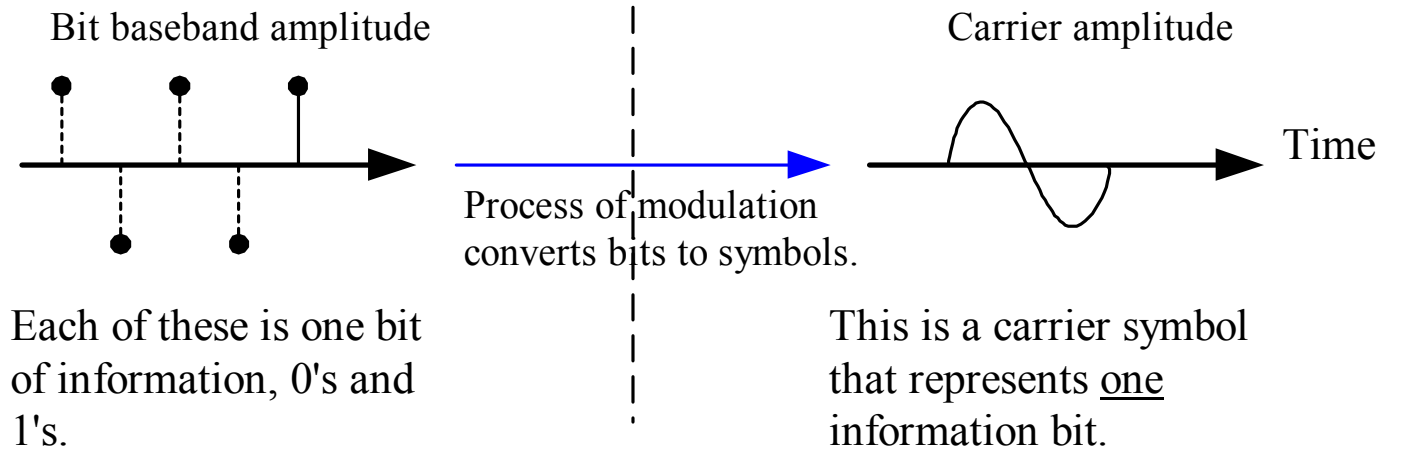 Bit baseband amplitude
Carrier amplitude
Time
Process of modulation
converts bits to symbols.
Each of these is one bit
of information, 0's and
1's.
This is a carrier symbol
that represents one
information bit.